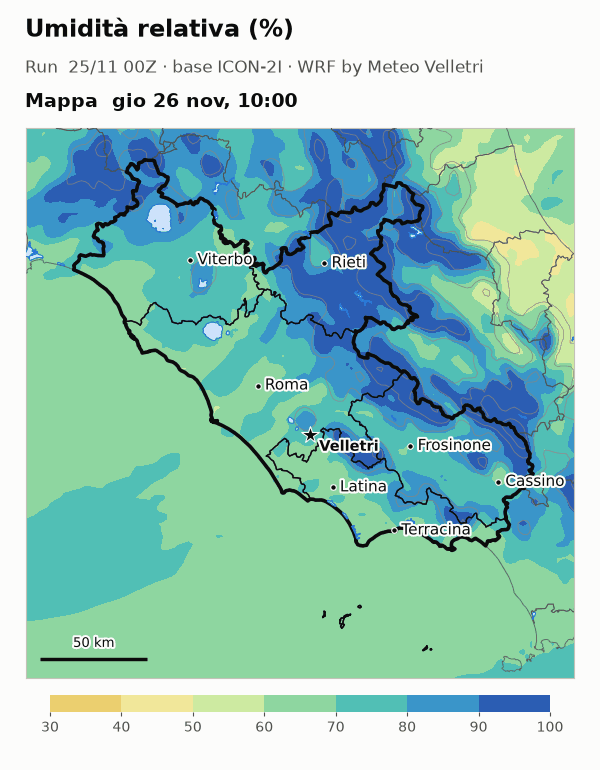 Umidità relativa (%)
Run  25/11 00Z · base ICON-2I · WRF by Meteo Velletri
Mappa  gio 26 nov, 10:00
Viterbo
Rieti
Roma
Velletri
Frosinone
Latina
Cassino
Terracina
50 km
30 40 50 60 70 80 90 100